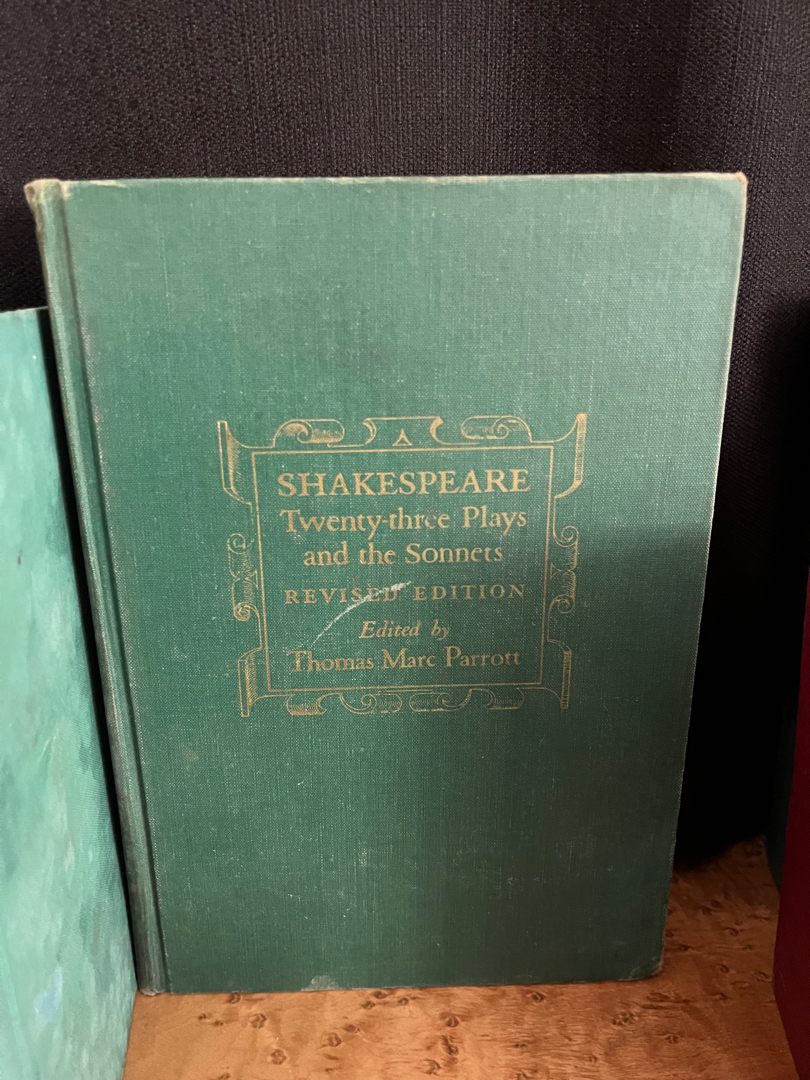 SHAKESPEARE
Twenty-three Plays
and the Sonnets
REVISED EDITION
Edited by
Thomas Marc Parrott